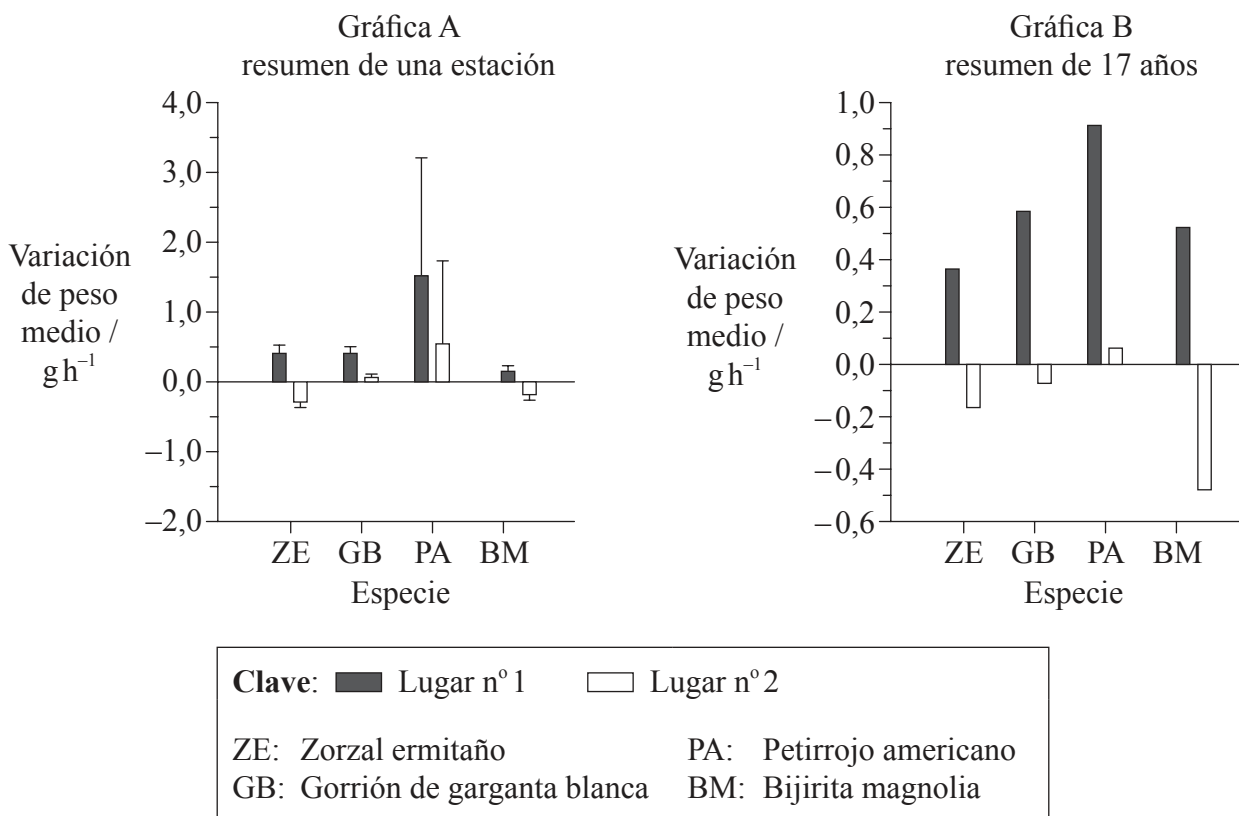 Gráfica A
resumen de una estación
4,0
3,0
2,0
1,0
0,0
–1,0
–2,0
Variación
de peso
medio /
g h⁻¹
ZE GB PA BM
Especie
Gráfica B
resumen de 17 años
1,0
0,8
0,6
0,4
0,2
0,0
–0,2
–0,4
–0,6
Variación
de peso
medio /
g h⁻¹
ZE GB PA BM
Especie
Clave: Lugar nº 1 Lugar nº 2
ZE: Zorzal ermitaño PA: Petirrojo americano
GB: Gorrión de garganta blanca BM: Bijirita magnolia